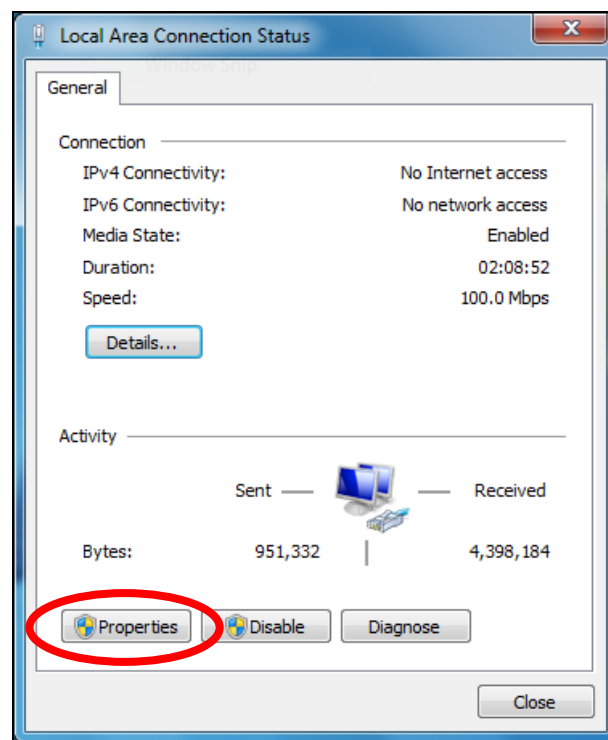 Local Area Connection Status
X
Window Snip
General
Connection
IPv4 Connectivity: No Internet access
IPv6 Connectivity: No network access
Media State: Enabled
Duration: 02:08:52
Speed: 100.0 Mbps
Details...
Activity
Sent Received
Bytes: 951,332 4,398,184
Properties Disable Diagnose
Close